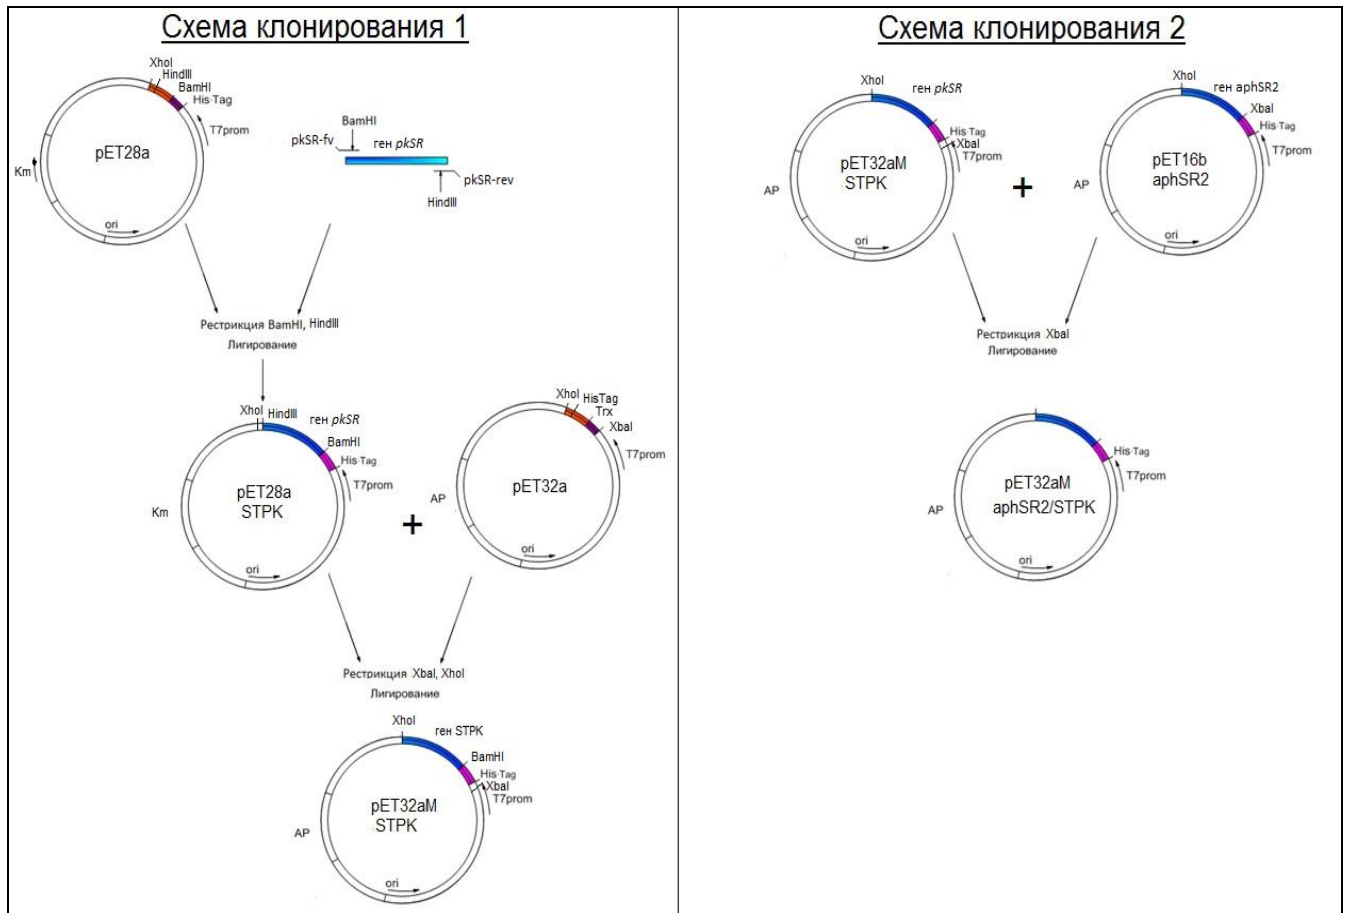 Схема клонирования 1
XhoI
HindIII
BamHI
His·Tag
T7prom
pET28a
Km
ori
BamHI
pkSR-fv
ген pkSR
pkSR-rev
HindIII
Рестрикция BamHI, HindIII
Лигирование
XhoI HindIII
ген pkSR
BamHI
His·Tag
T7prom
pET28a
STPK
Km
ori
+
XhoI
HisTag
Trx
XbaI
T7prom
pET32a
AP
ori
Рестрикция XbaI, XhoI
Лигирование
XhoI
ген STPK
BamHI
His·Tag
XbaI
T7prom
pET32aM
STPK
AP
ori
Схема клонирования 2
XhoI
ген pkSR
His·Tag
XbaI
T7prom
pET32aM
STPK
AP
ori
+
XhoI
ген aphSR2
XbaI
His·Tag
T7prom
pET16b
aphSR2
AP
ori
Рестрикция XbaI
Лигирование
His·Tag
T7prom
pET32aM
aphSR2/STPK
AP
ori